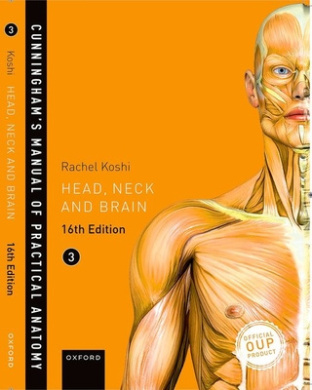 3
Koshi
HEAD, NECK AND BRAIN
16th Edition
OXFORD
CUNNINGHAM'S MANUAL OF PRACTICAL ANATOMY
Rachel Koshi
HEAD, NECK
AND BRAIN
16th Edition
3
OXFORD
OFFICIAL
OUP
PRODUCT